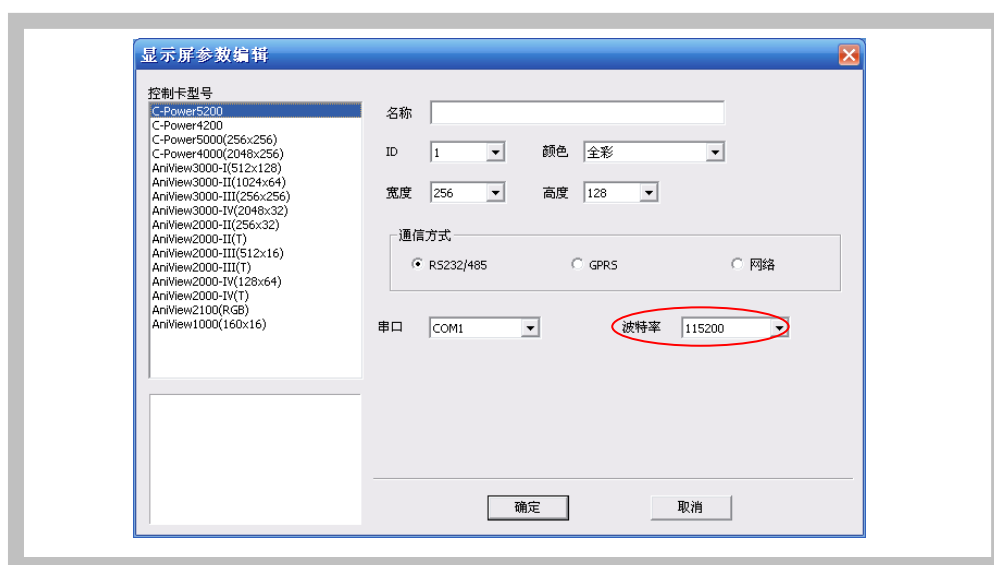 显示屏参数编辑
控制卡型号
C-Power5200
C-Power4200
C-Power5000(256x256)
C-Power4000(2048x256)
AniView3000-I(512x128)
AniView3000-II(1024x64)
AniView3000-III(256x256)
AniView3000-IV(2048x32)
AniView2000-II(256x32)
AniView2000-II(T)
AniView2000-III(512x16)
AniView2000-III(T)
AniView2000-IV(128x64)
AniView2000-IV(T)
AniView2100(RGB)
AniView1000(160x16)
名称
ID 1 颜色 全彩
宽度 256 高度 128
通信方式
RS232/485 GPRS 网络
串口 COM1 波特率 115200
确定 取消